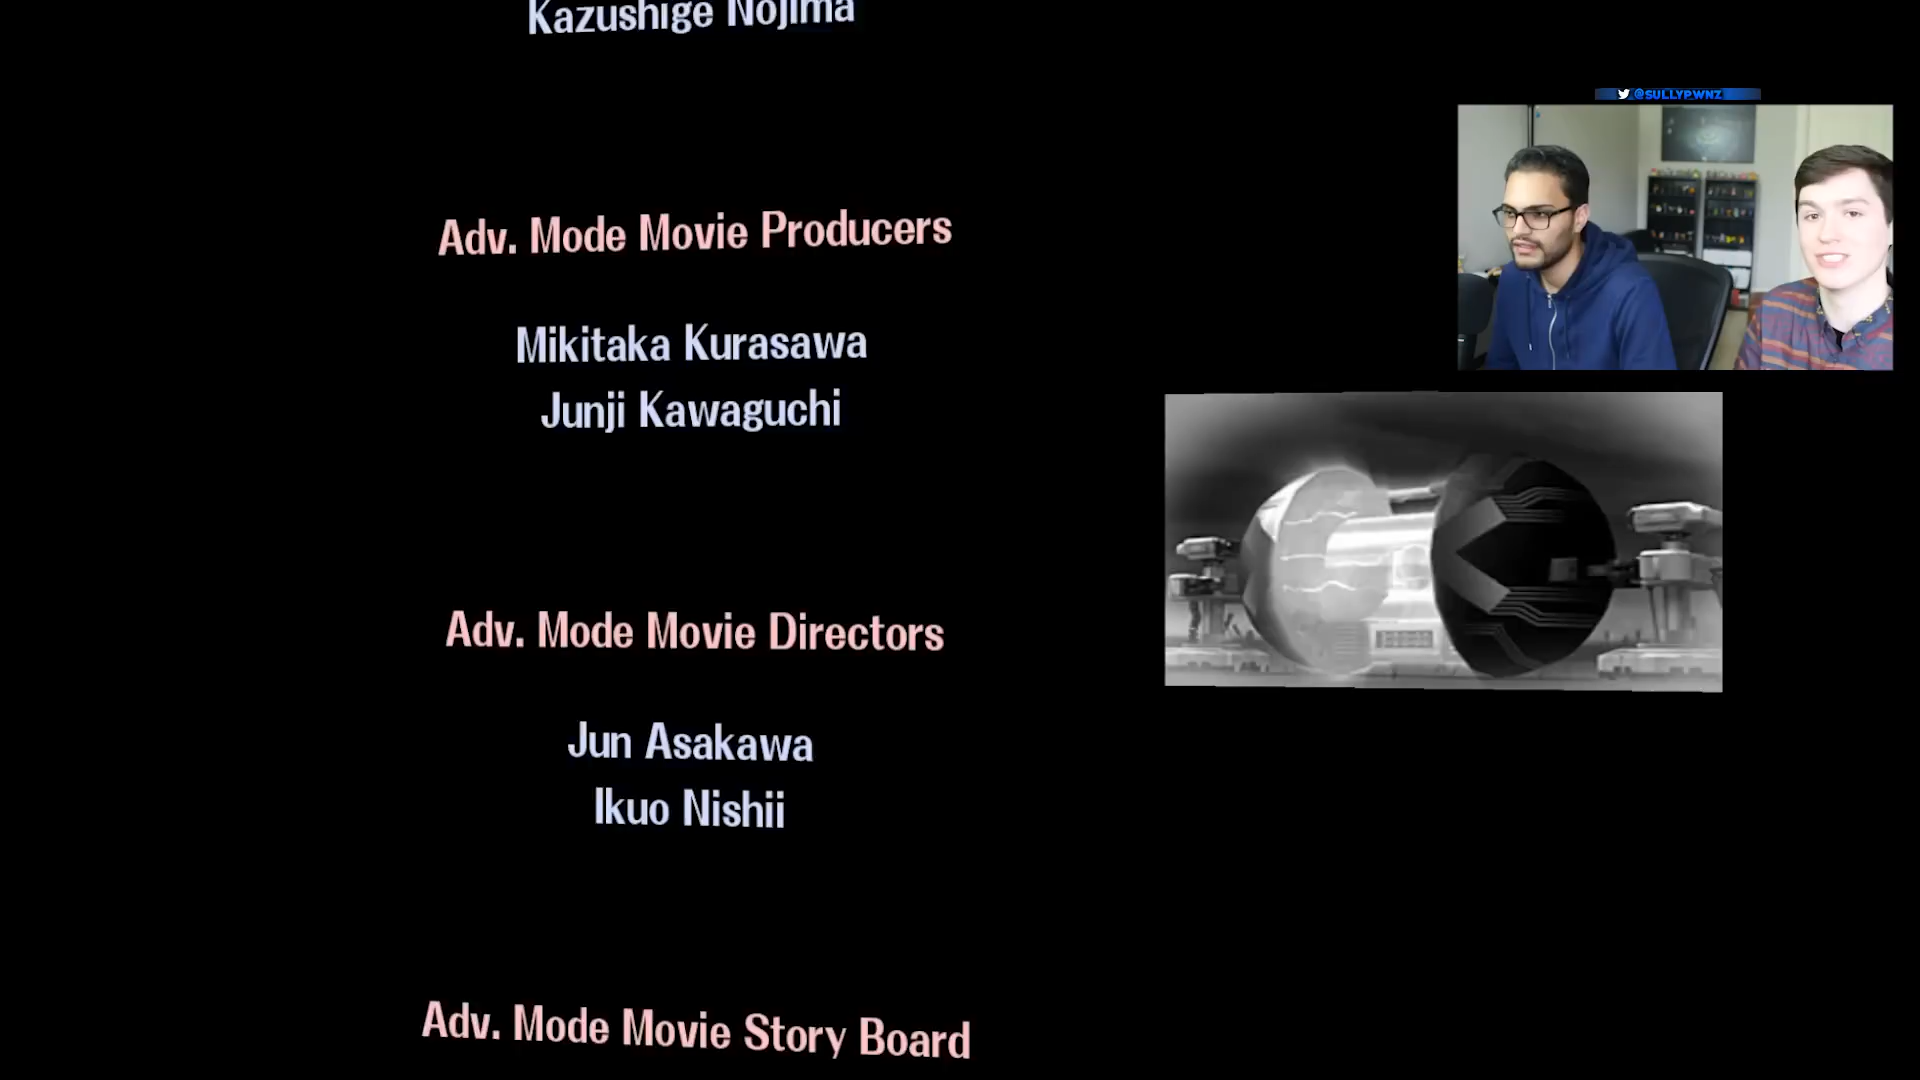 Kazushige Nojima
@SULLYPWNZ
Adv. Mode Movie Producers
Mikitaka Kurasawa
Junji Kawaguchi
Adv. Mode Movie Directors
Jun Asakawa
Ikuo Nishii
Adv. Mode Movie Story Board